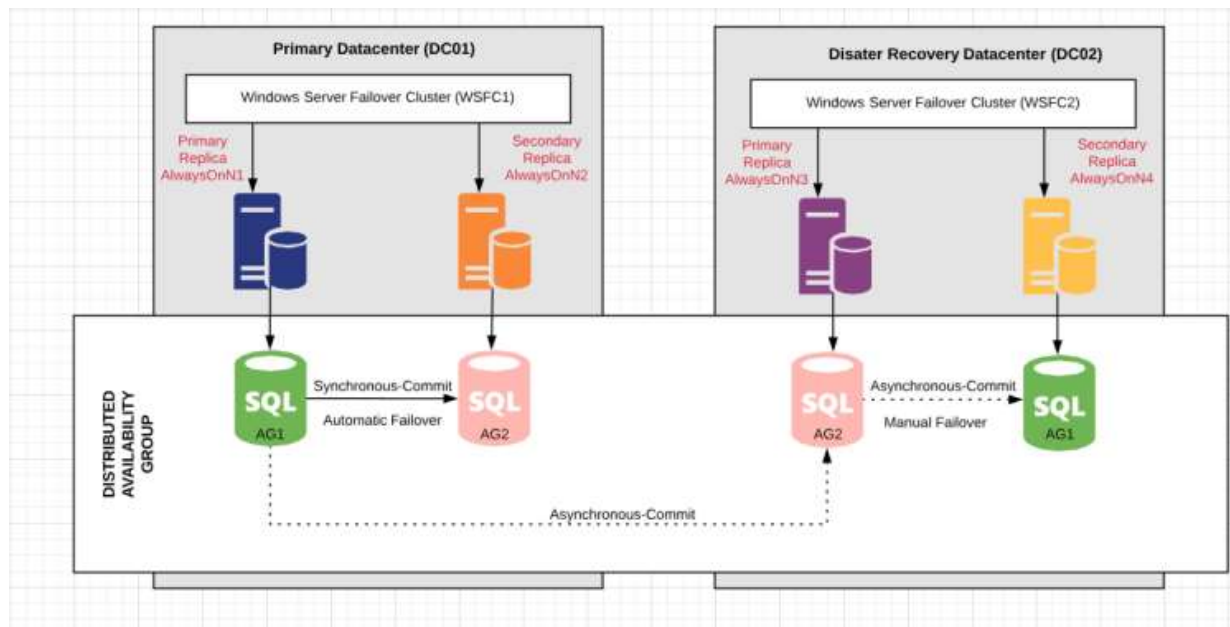 Primary Datacenter (DC01)
Windows Server Failover Cluster (WSFC1)
Primary
Replica
AlwaysOnN1
Secondary
Replica
AlwaysOnN2
Disater Recovery Datacenter (DC02)
Windows Server Failover Cluster (WSFC2)
Primary
Replica
AlwaysOnN3
Secondary
Replica
AlwaysOnN4
DISTRIBUTED
AVAILABILITY
GROUP
SQL
AG1
Synchronous-Commit
Automatic Failover
SQL
AG2
SQL
AG2
Asynchronous-Commit
Manual Failover
SQL
AG1
Asynchronous-Commit